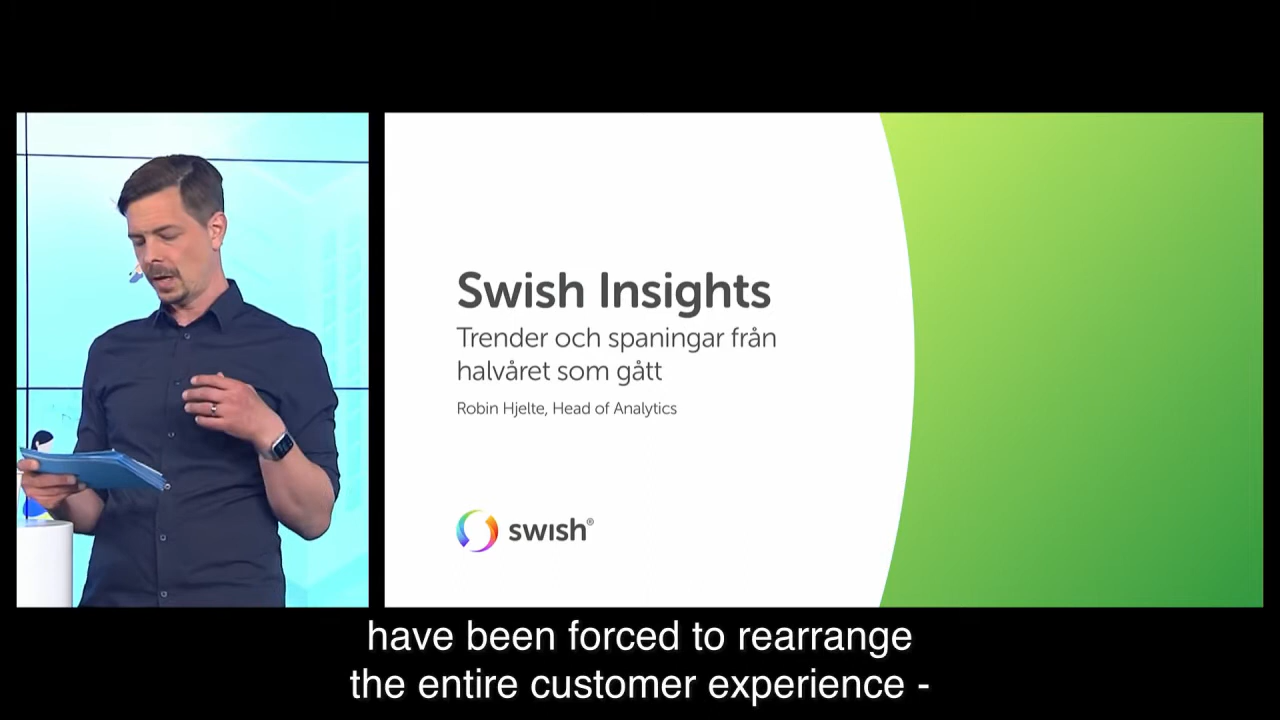 Swish Insights
Trender och spaningar från
halvåret som gått
Robin Hjelte, Head of Analytics
swish®
have been forced to rearrange
the entire customer experience -